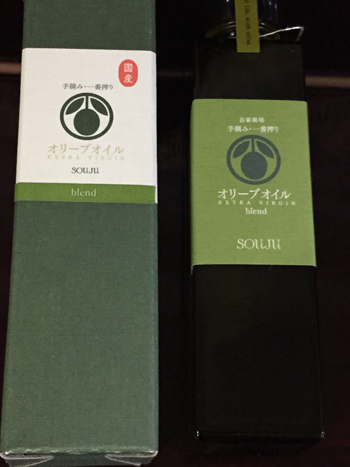 国産
手摘み・一番搾り
オリーブオイル
EXTRA VIRGIN
SOUJU
blend
自家栽培
手摘み・一番搾り
オリーブオイル
EXTRA VIRGIN
blend
SOUJU